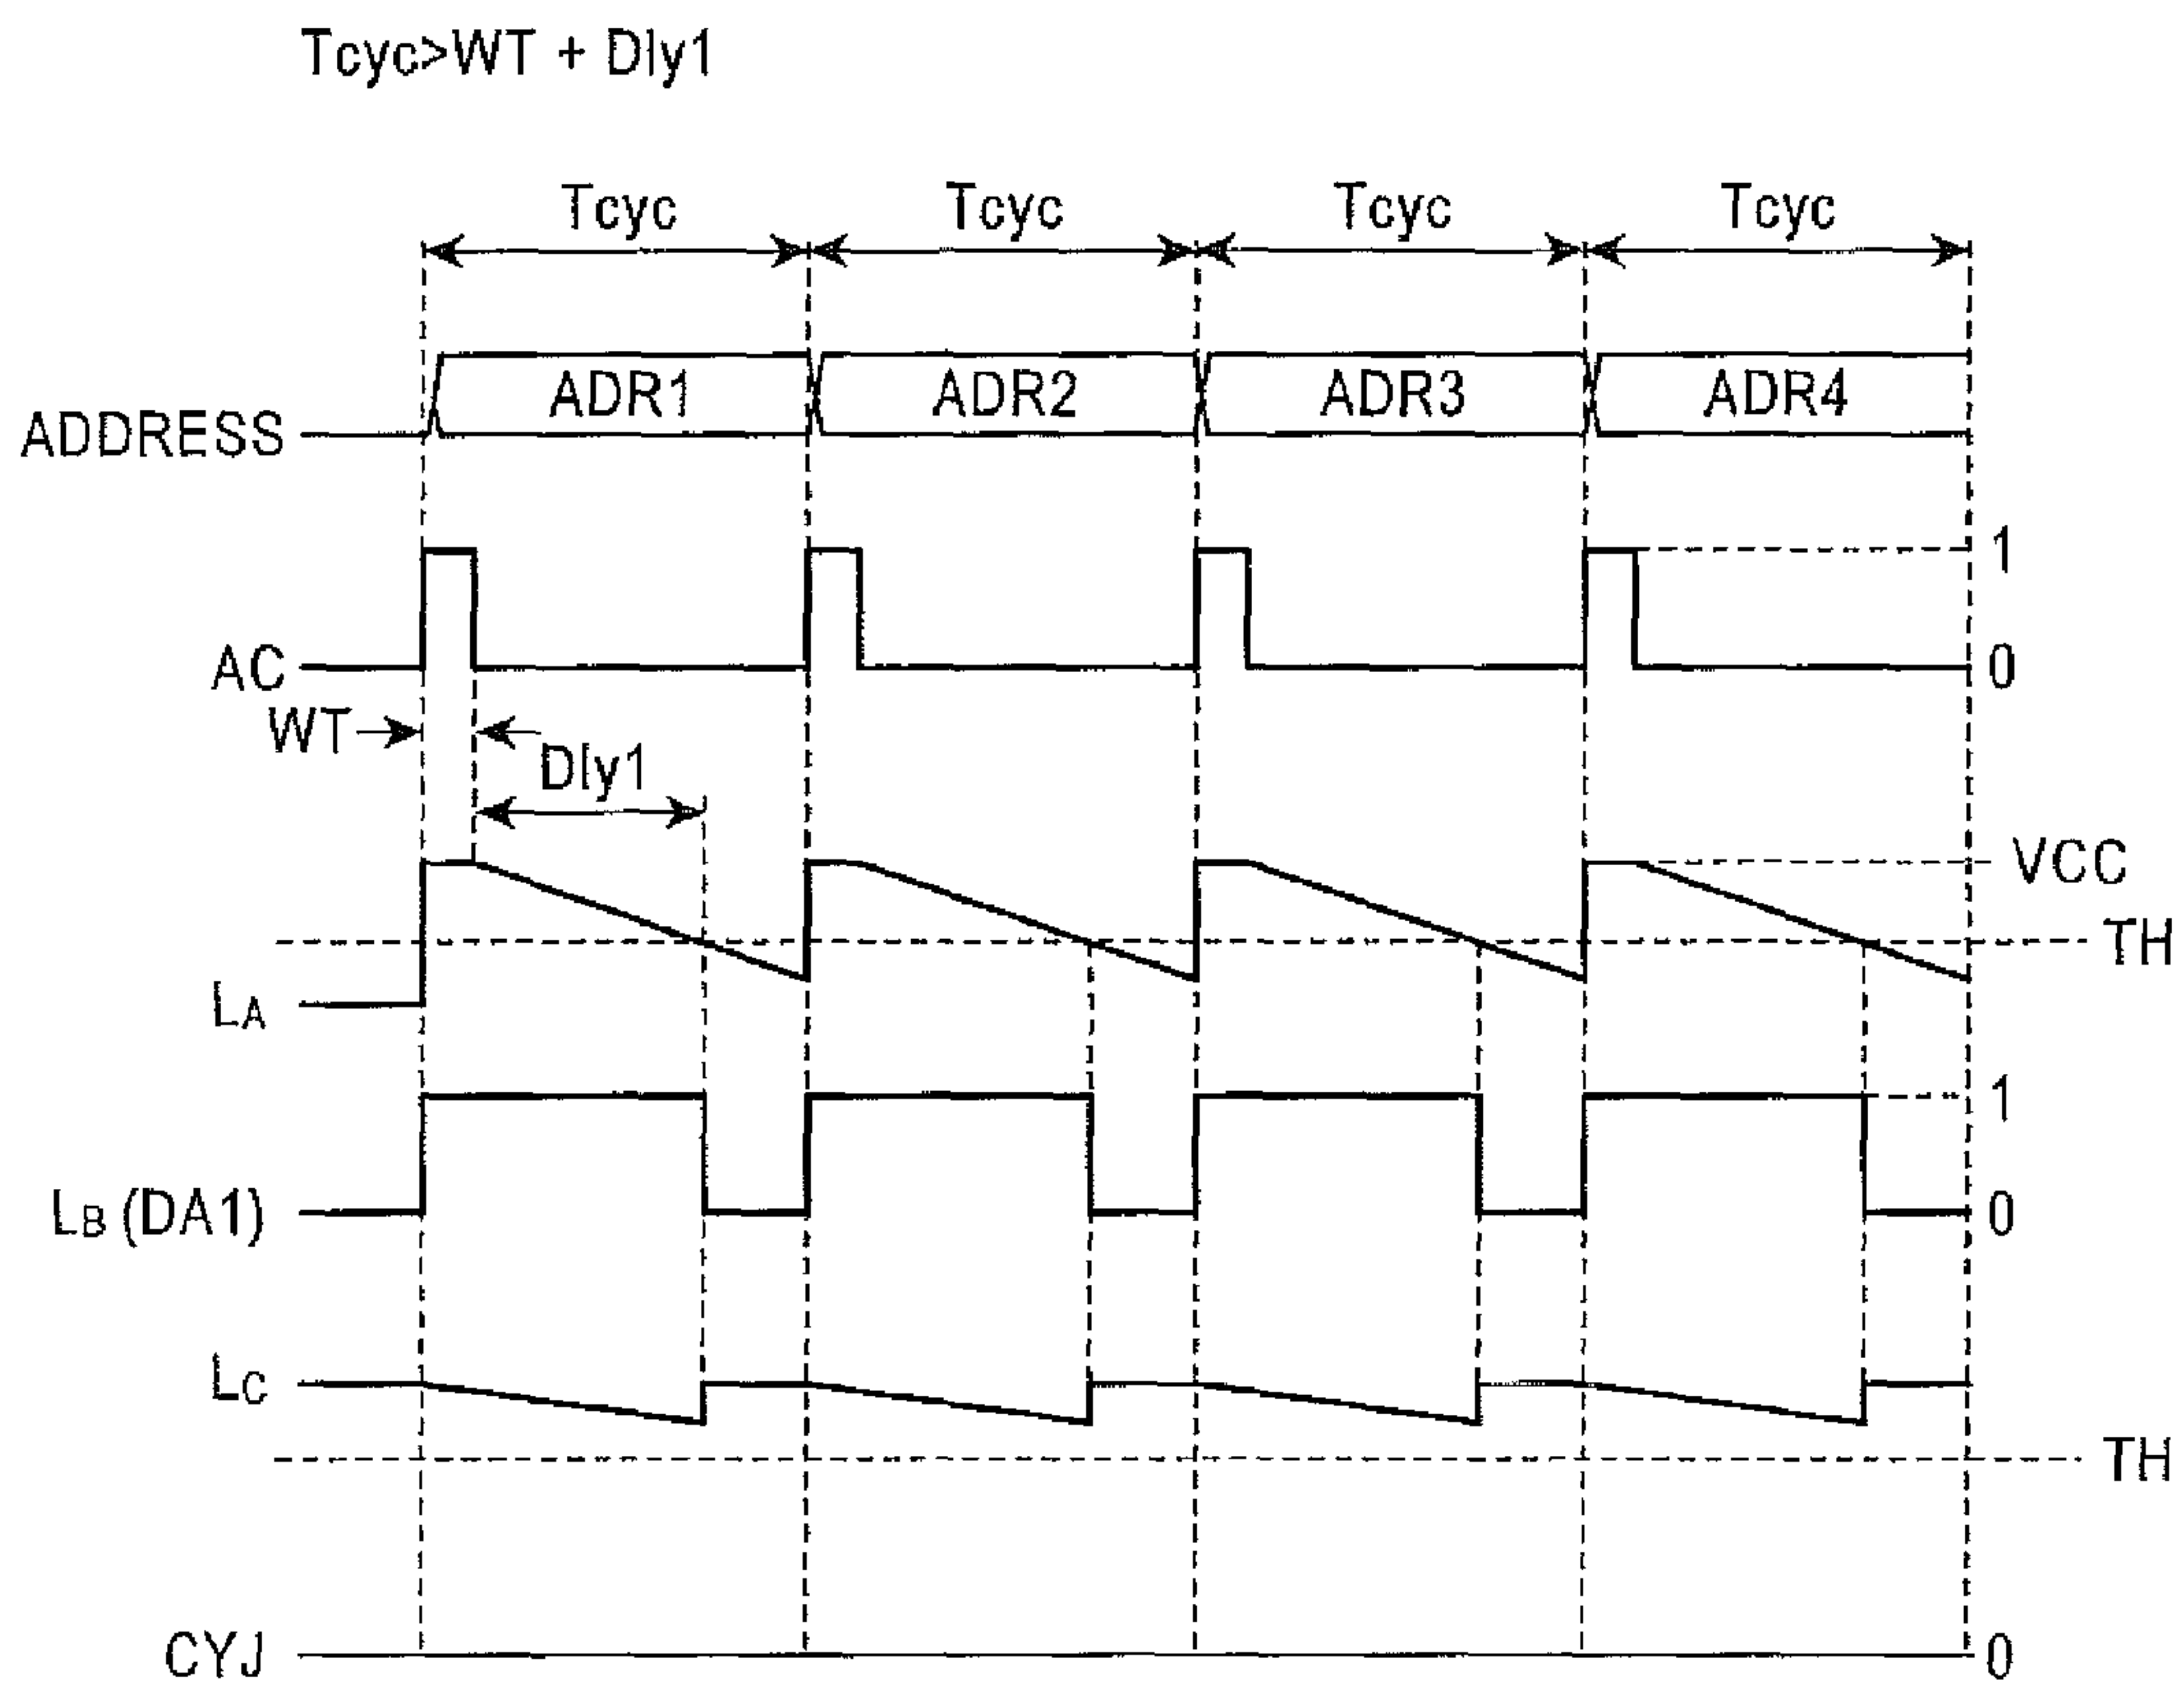 Tcyc>WT + Dly1
Tcyc Tcyc Tcyc Tcyc
ADDRESS ADR1 ADR2 ADR3 ADR4
1
AC 0
WT
Dly1
VCC
TH
LA
1
LB (DA1) 0
LC
TH
CYJ 0